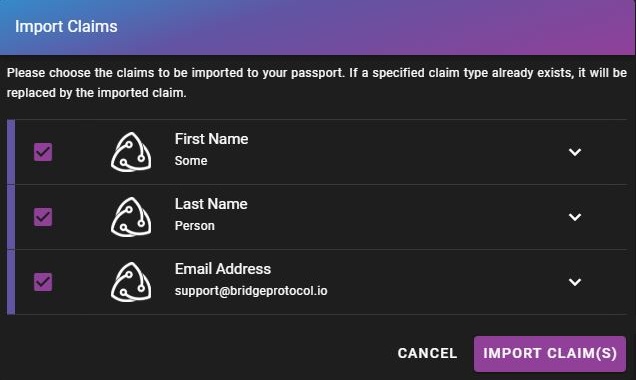 Import Claims
Please choose the claims to be imported to your passport. If a specified claim type already exists, it will be
replaced by the imported claim.
First Name
Some
Last Name
Person
Email Address
support@bridgeprotocol.io
CANCEL IMPORT CLAIM(S)